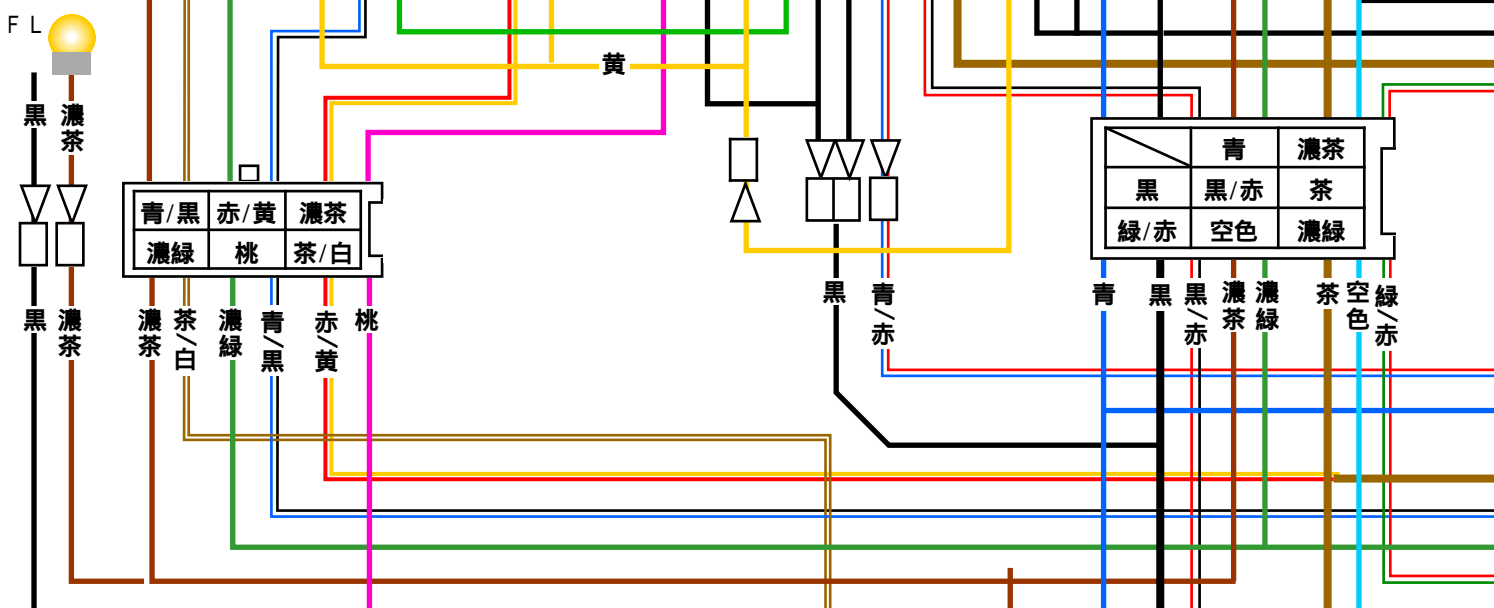 ＦＬ
黄
黒
濃茶
青
濃茶
黒
黒/赤
茶
青/黒
赤/黄
濃茶
緑/赤
空色
濃緑
濃緑
桃
茶/白
黒
青/赤
青
黒
黒/赤
濃茶
濃緑
茶
空色
緑/赤
黒
濃茶
濃茶
茶/白
濃緑
青/黒
赤/黄
桃